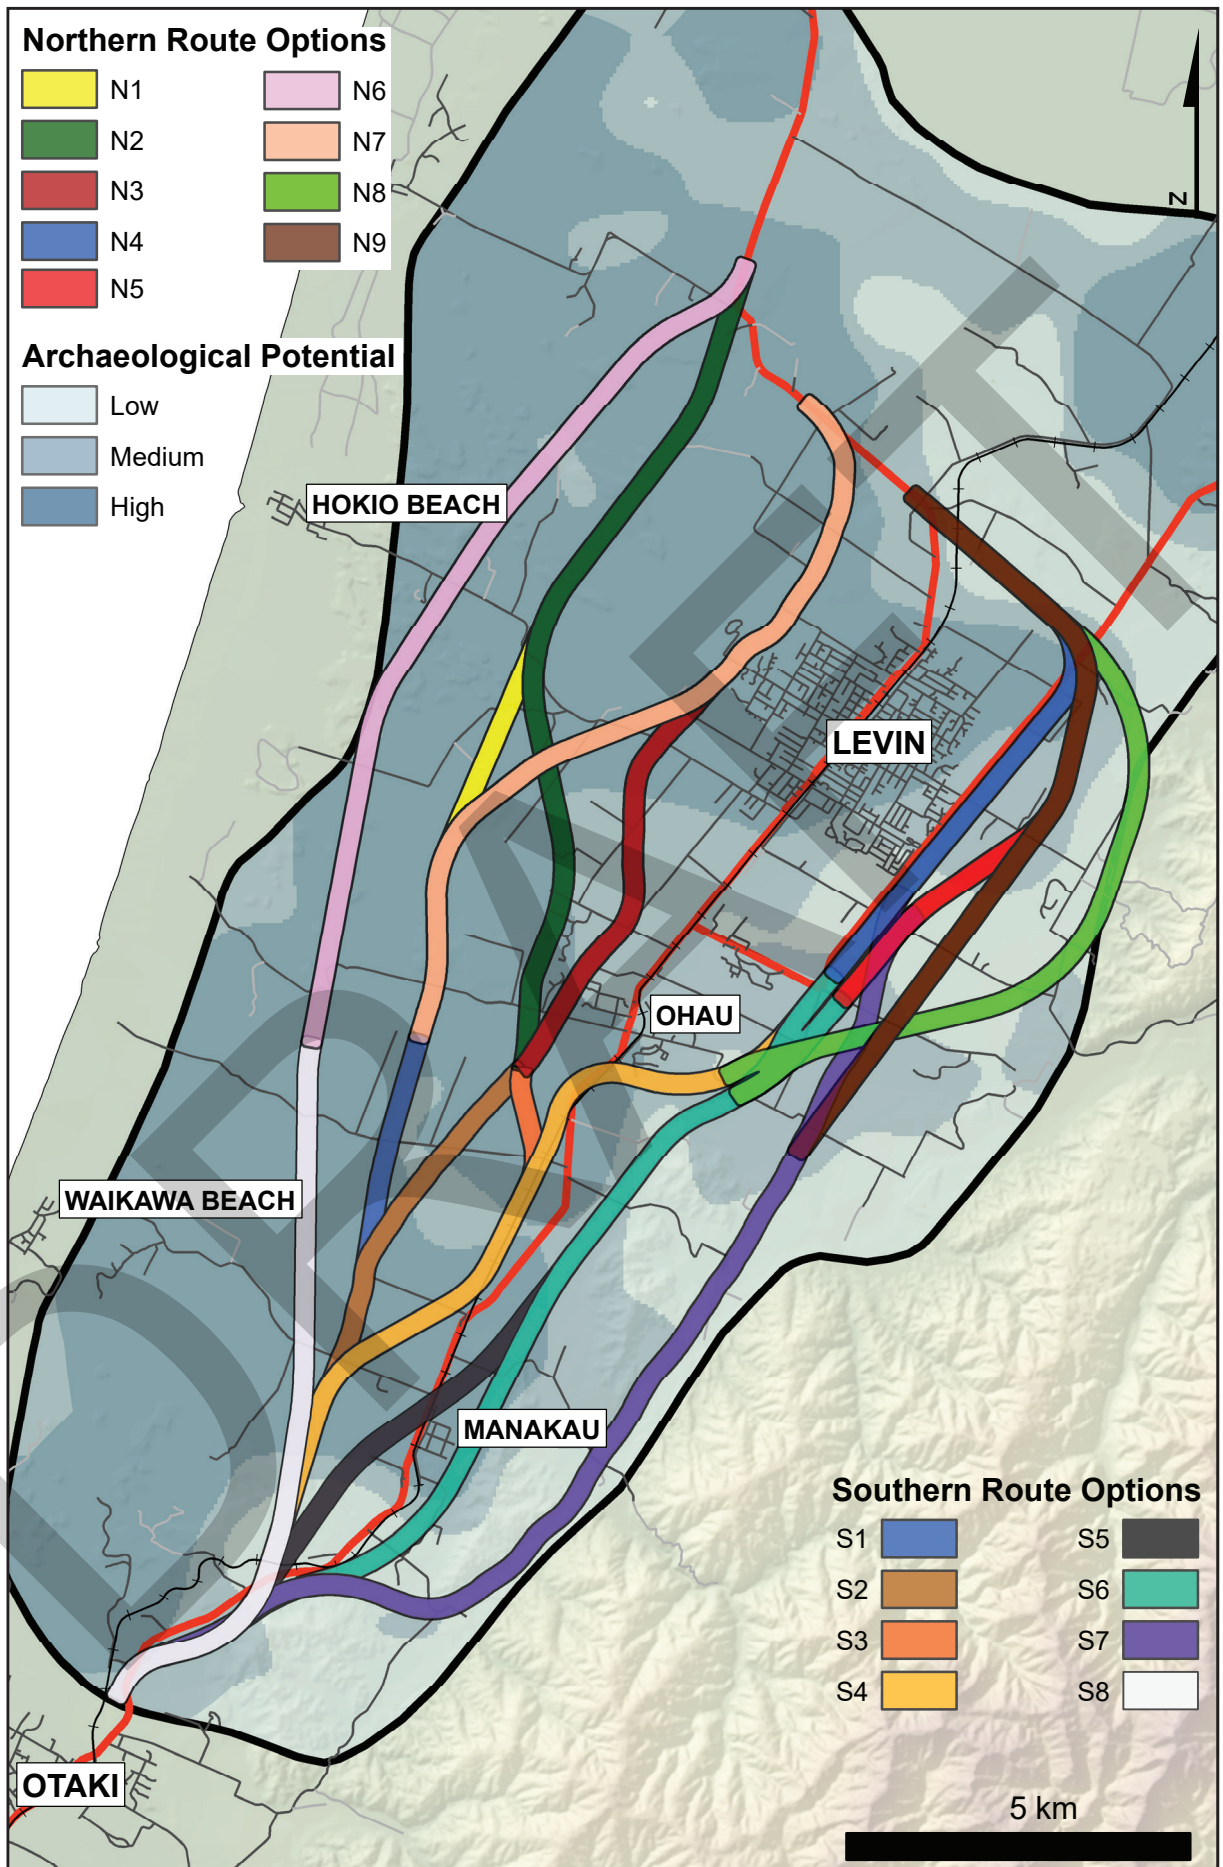 Northern Route Options
N1
N2
N3
N4
N5
N6
N7
N8
N9
Archaeological Potential
Low
Medium
High
N
HOKIO BEACH
LEVIN
OHAU
WAIKAWA BEACH
MANAKAU
OTAKI
Southern Route Options
S1
S2
S3
S4
S5
S6
S7
S8
5 km
DRAFT